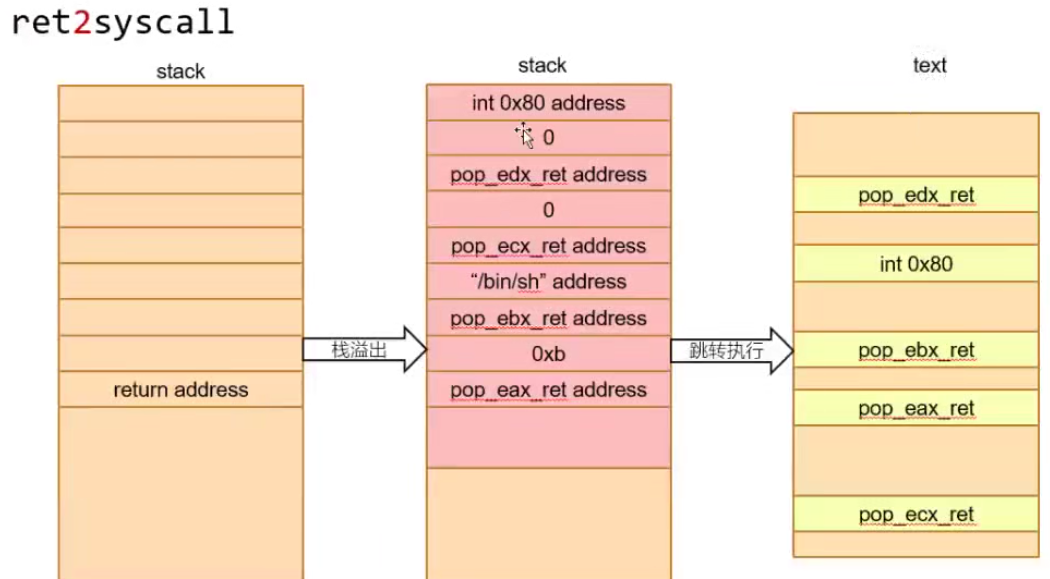 ret2syscall
stack
return address
栈溢出
stack
int 0x80 address
0
pop_edx_ret address
0
pop_ecx_ret address
“/bin/sh” address
pop_ebx_ret address
0xb
pop_eax_ret address
跳转执行
text
pop_edx_ret
int 0x80
pop_ebx_ret
pop_eax_ret
pop_ecx_ret